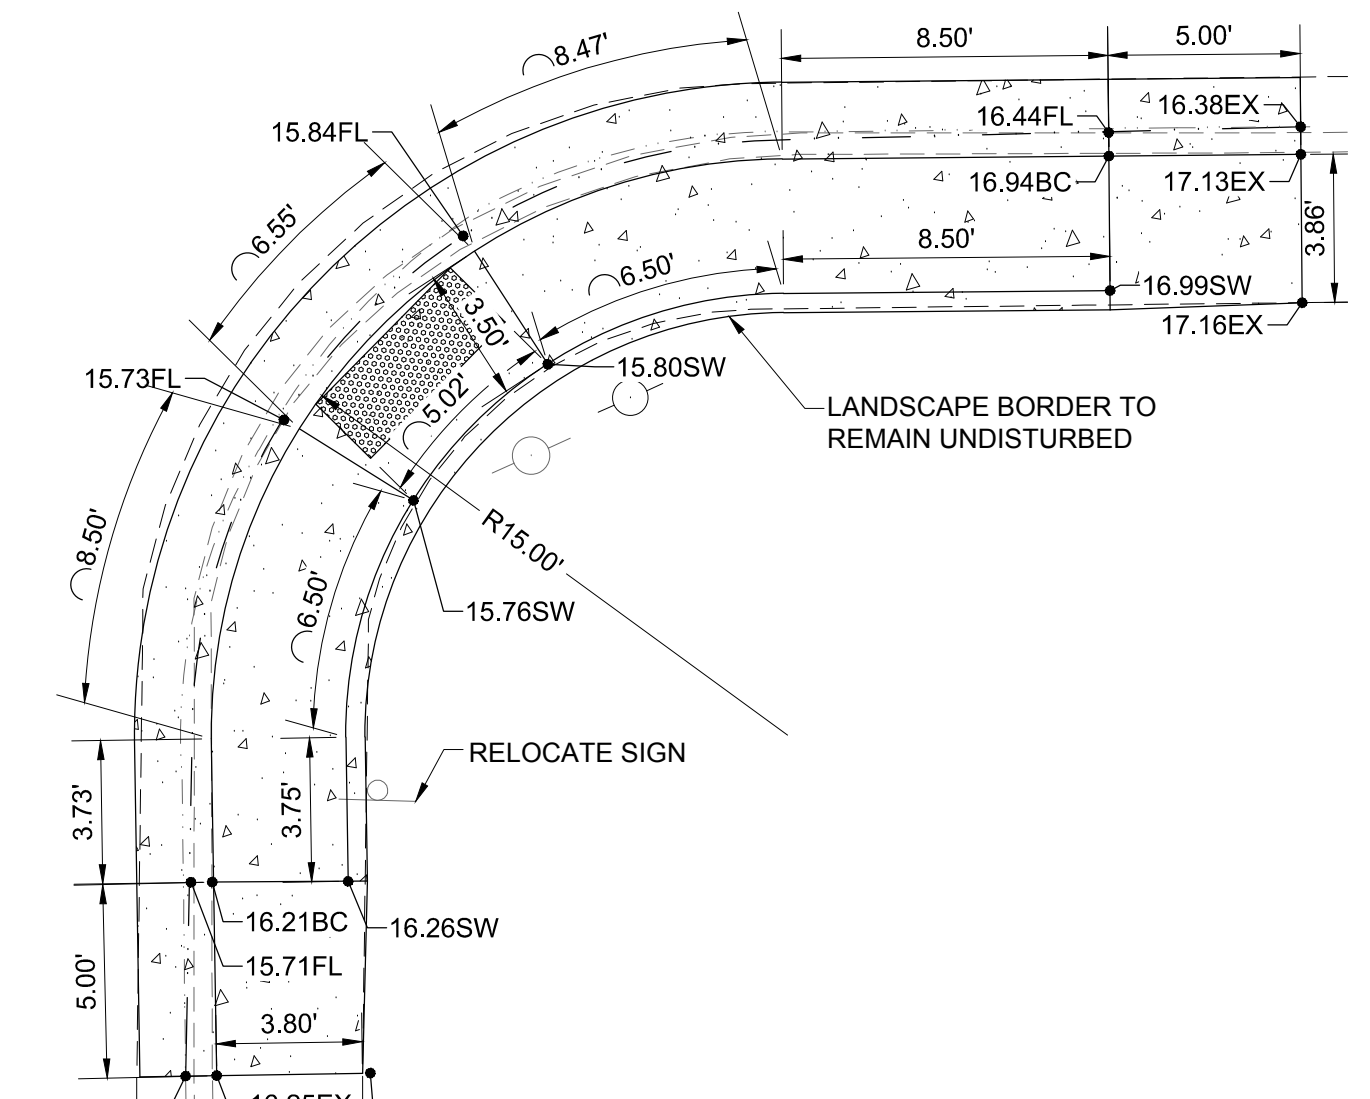 8.47'
8.50'
5.00'
15.84FL
16.44FL
16.38EX
16.94BC
17.13EX
6.55'
3.86'
8.50'
6.50'
16.99SW
3.50'
17.16EX
15.73FL
15.80SW
5.02'
LANDSCAPE BORDER TO
REMAIN UNDISTURBED
8.50'
R15.00'
6.50'
15.76SW
RELOCATE SIGN
3.73'
3.75'
16.21BC
16.26SW
15.71FL
5.00'
3.80'